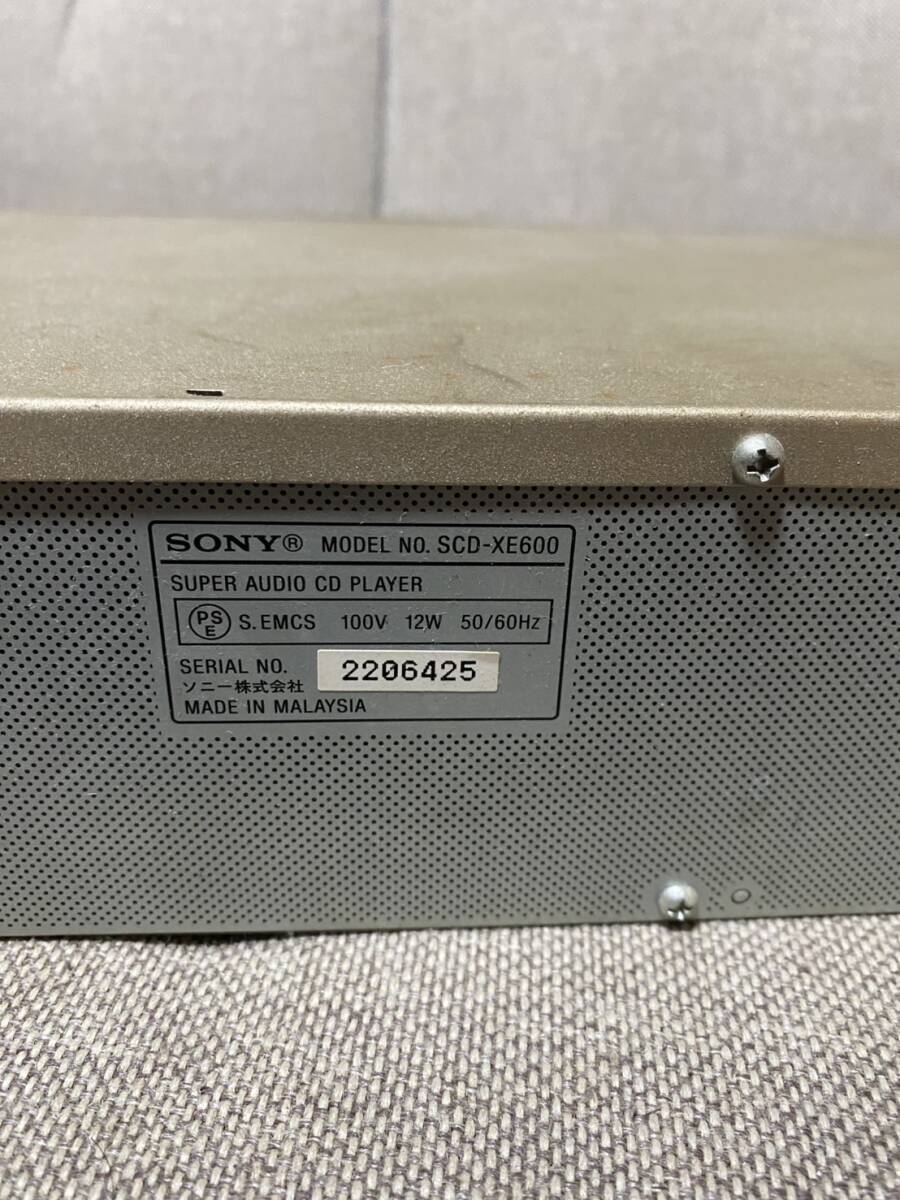 SONY® MODEL NO. SCD-XE600
SUPER AUDIO CD PLAYER
PSE S.EMCS 100V 12W 50/60Hz
SERIAL NO. 2206425
ソニー株式会社
MADE IN MALAYSIA